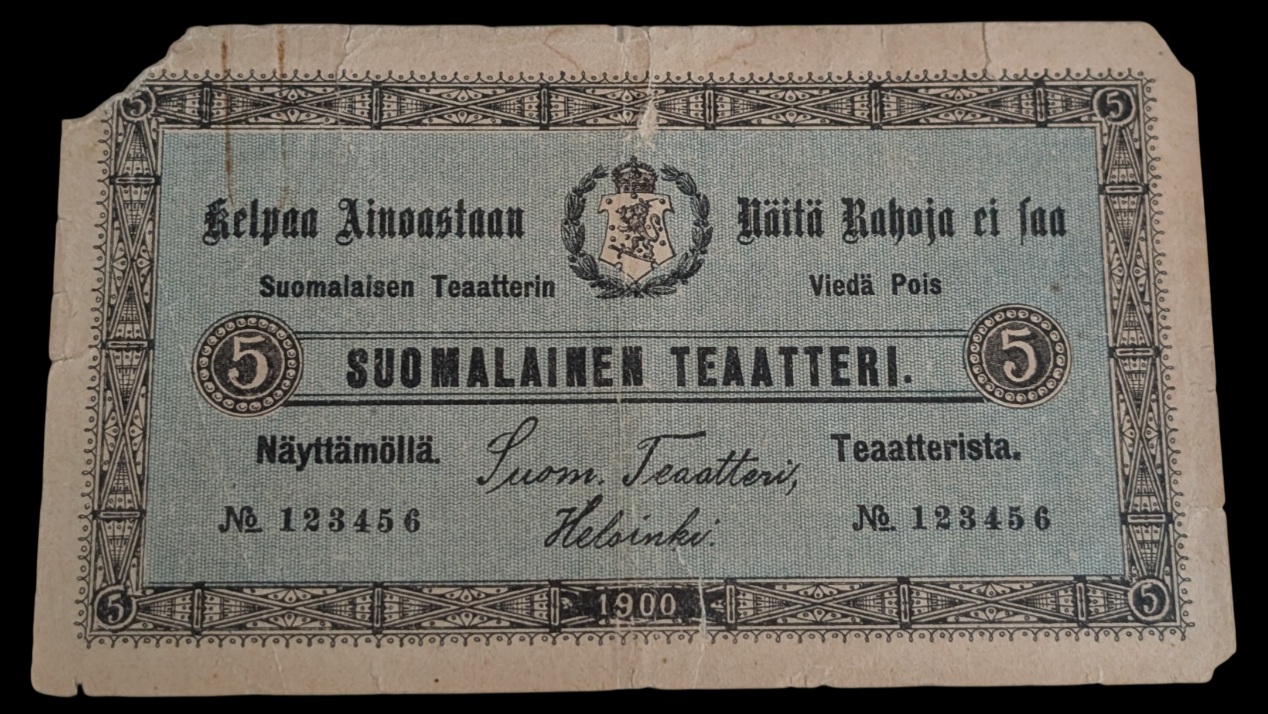 5 5
Kelpaa Ainoastaan Näitä Rahoja ei saa
Suomalaisen Teaatterin Viedä Pois
5 SUOMALAINEN TEAATTERI. 5
Näyttämöllä. Suom. Teaatteri, Teaatterista.
№ 123456 Helsinki. № 123456
5 1900 5